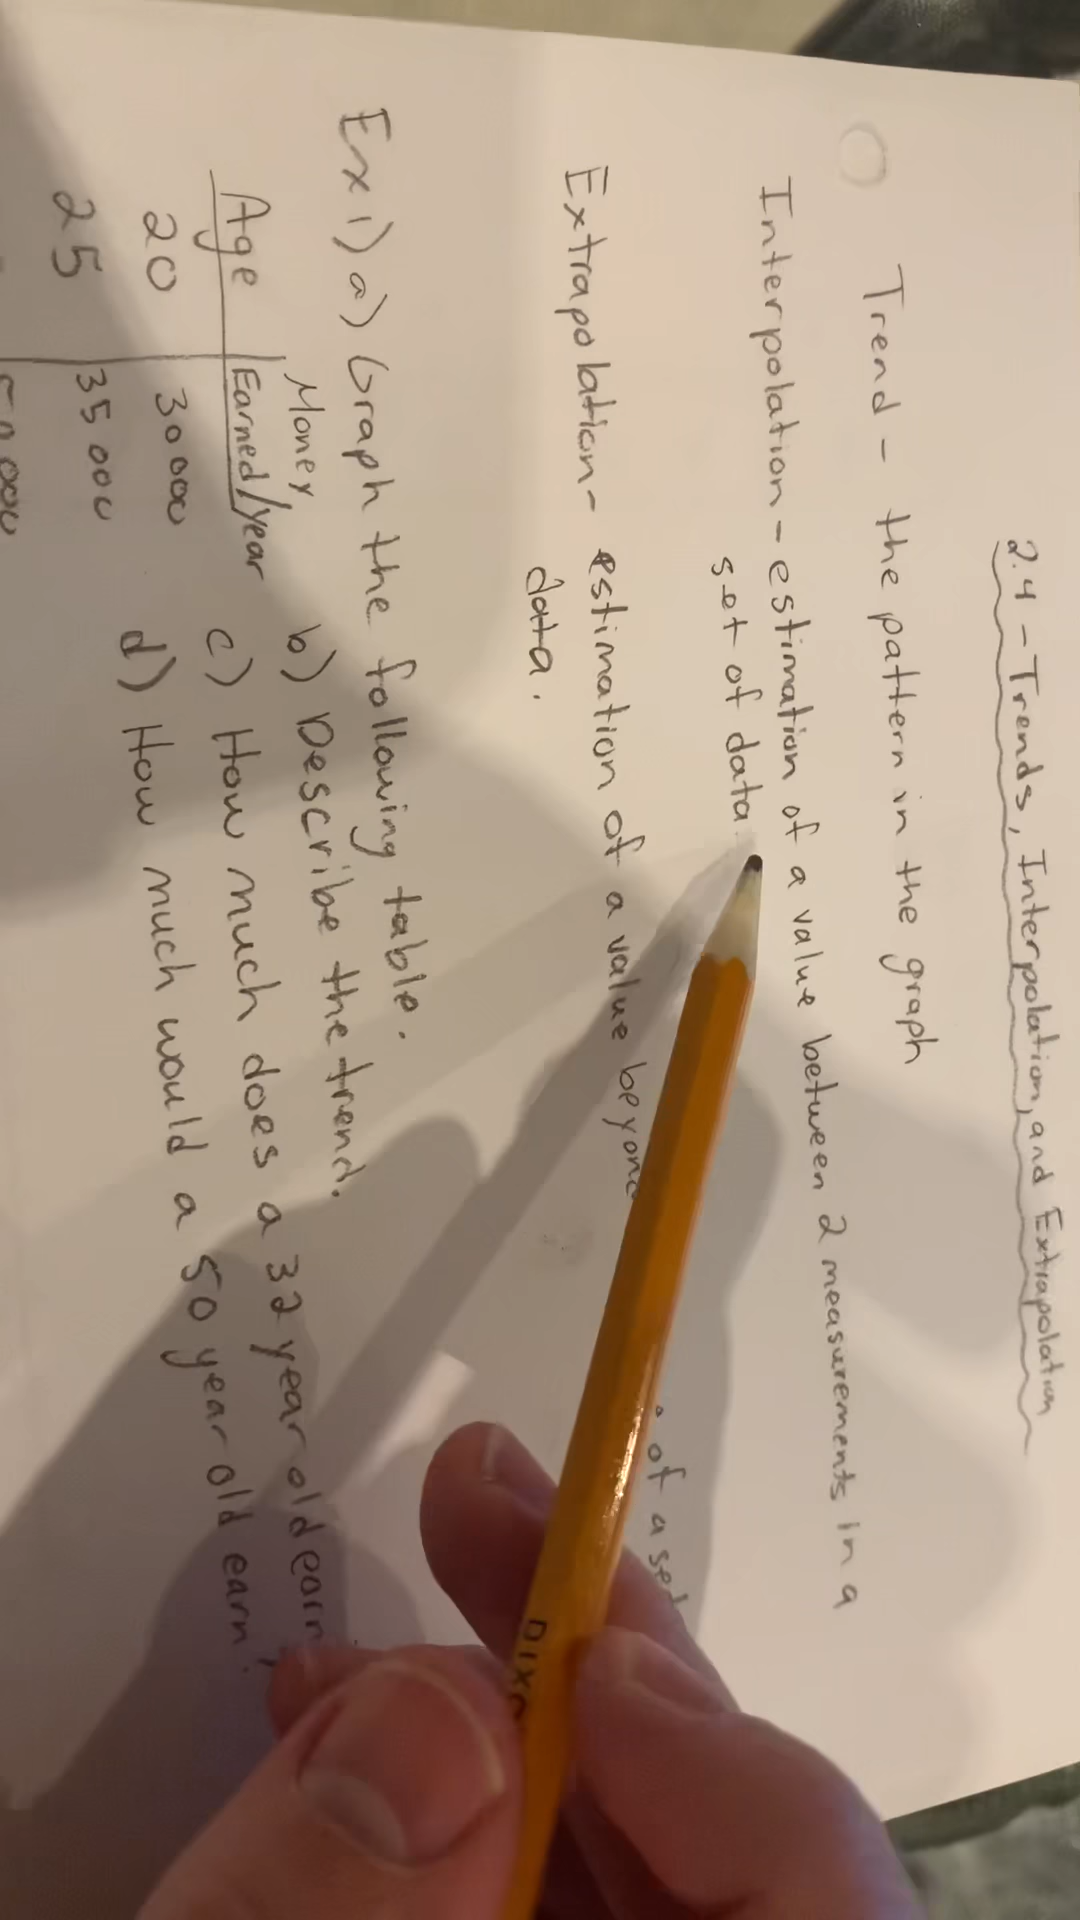 2.4 - Trends, Interpolation, and Extrapolation
Trend - the pattern in the graph
Interpolation - estimation of a value between 2 measurements in a
set of data
Extrapolation - estimation of a value beyond of a set
data.
Ex 1) a) Graph the following table.
Money
b) Describe the trend.
Age Earned/year
c) How much does a 32 year old earn
20 30000
d) How much would a 50 year old earn?
25 35000
DIX